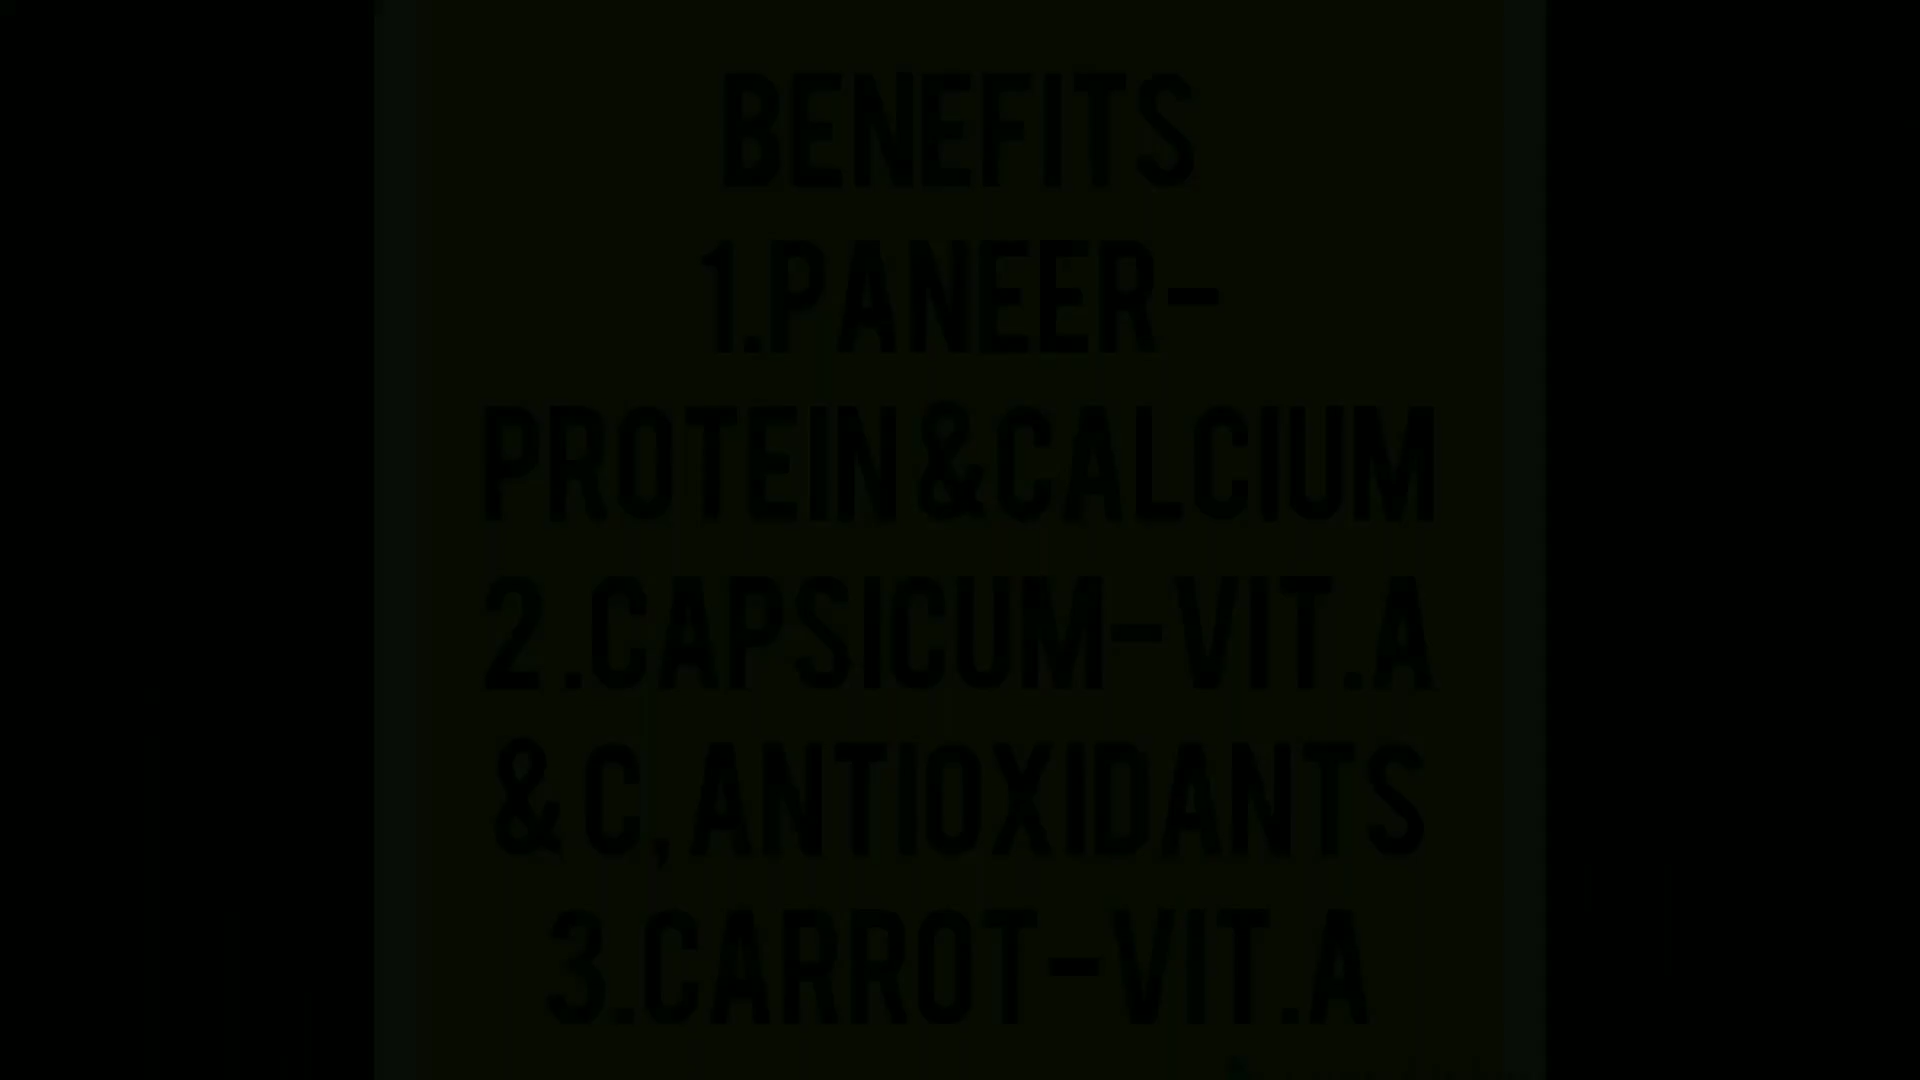 BENEFITS
1.PANEER-
PROTEIN &CALCIUM
2 .CAPSICUM-VIT.A
& C, ANTIOXIDANTS
3.CARROT-VIT.A